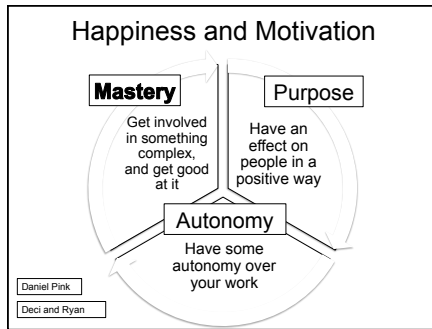 Happiness and Motivation
Mastery
Get involved
in something
complex,
and get good
at it
Purpose
Have an
effect on
people in a
positive way
Autonomy
Have some
autonomy over
your work
Daniel Pink
Deci and Ryan